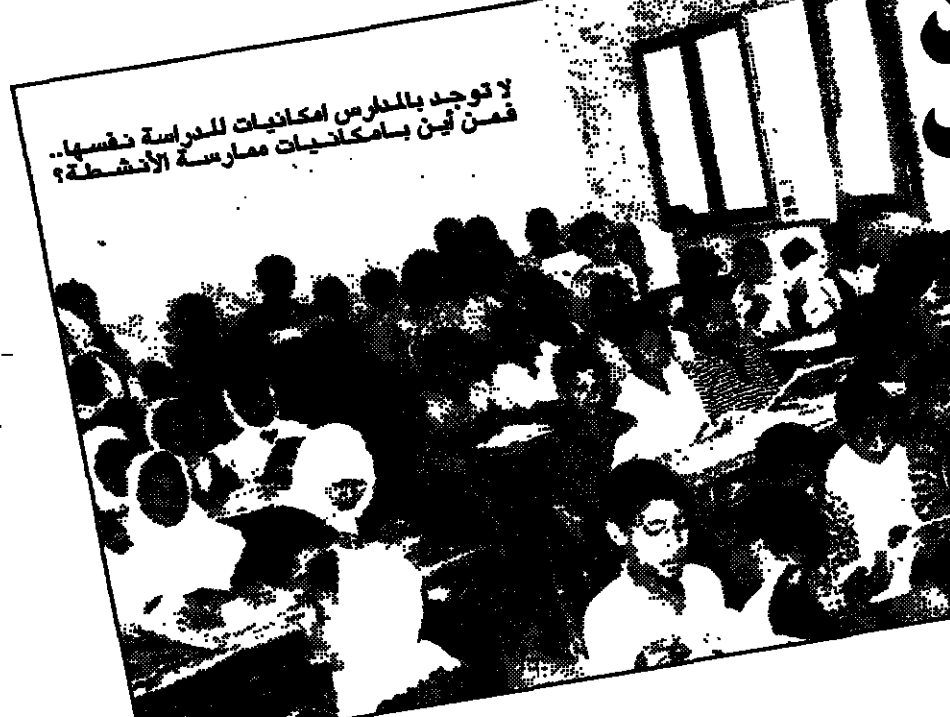 لا توجد بالمدارس امكانيات للدراسة نفسها..
فمن أين بامكانيات ممارسة الأنشطة؟